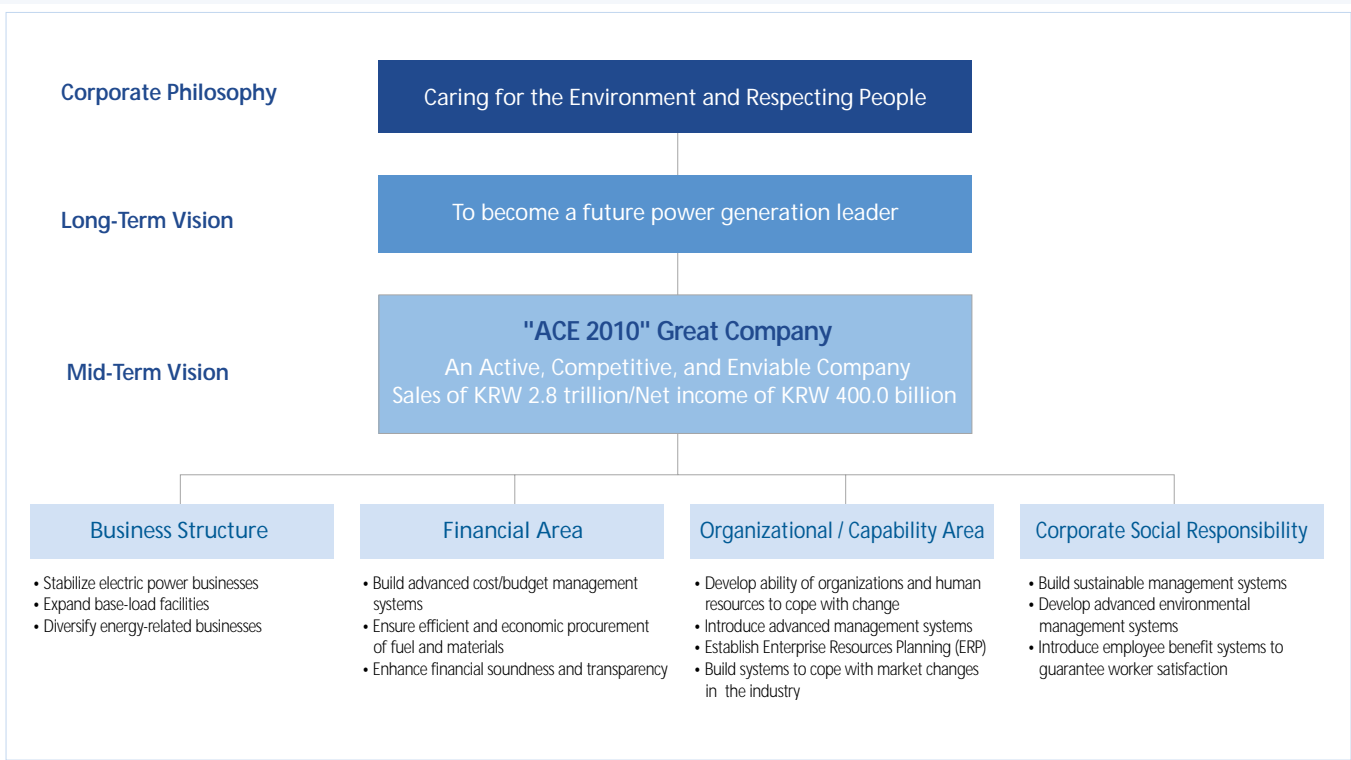 Corporate Philosophy
Caring for the Environment and Respecting People
Long-Term Vision
To become a future power generation leader
Mid-Term Vision
"ACE 2010" Great Company
An Active, Competitive, and Enviable Company
Sales of KRW 2.8 trillion/Net income of KRW 400.0 billion
Business Structure
• Stabilize electric power businesses
• Expand base-load facilities
• Diversify energy-related businesses
Financial Area
• Build advanced cost/budget management
systems
• Ensure efficient and economic procurement
of fuel and materials
• Enhance financial soundness and transparency
Organizational / Capability Area
• Develop ability of organizations and human
resources to cope with change
• Introduce advanced management systems
• Establish Enterprise Resources Planning (ERP)
• Build systems to cope with market changes
in the industry
Corporate Social Responsibility
• Build sustainable management systems
• Develop advanced environmental
management systems
• Introduce employee benefit systems to
guarantee worker satisfaction